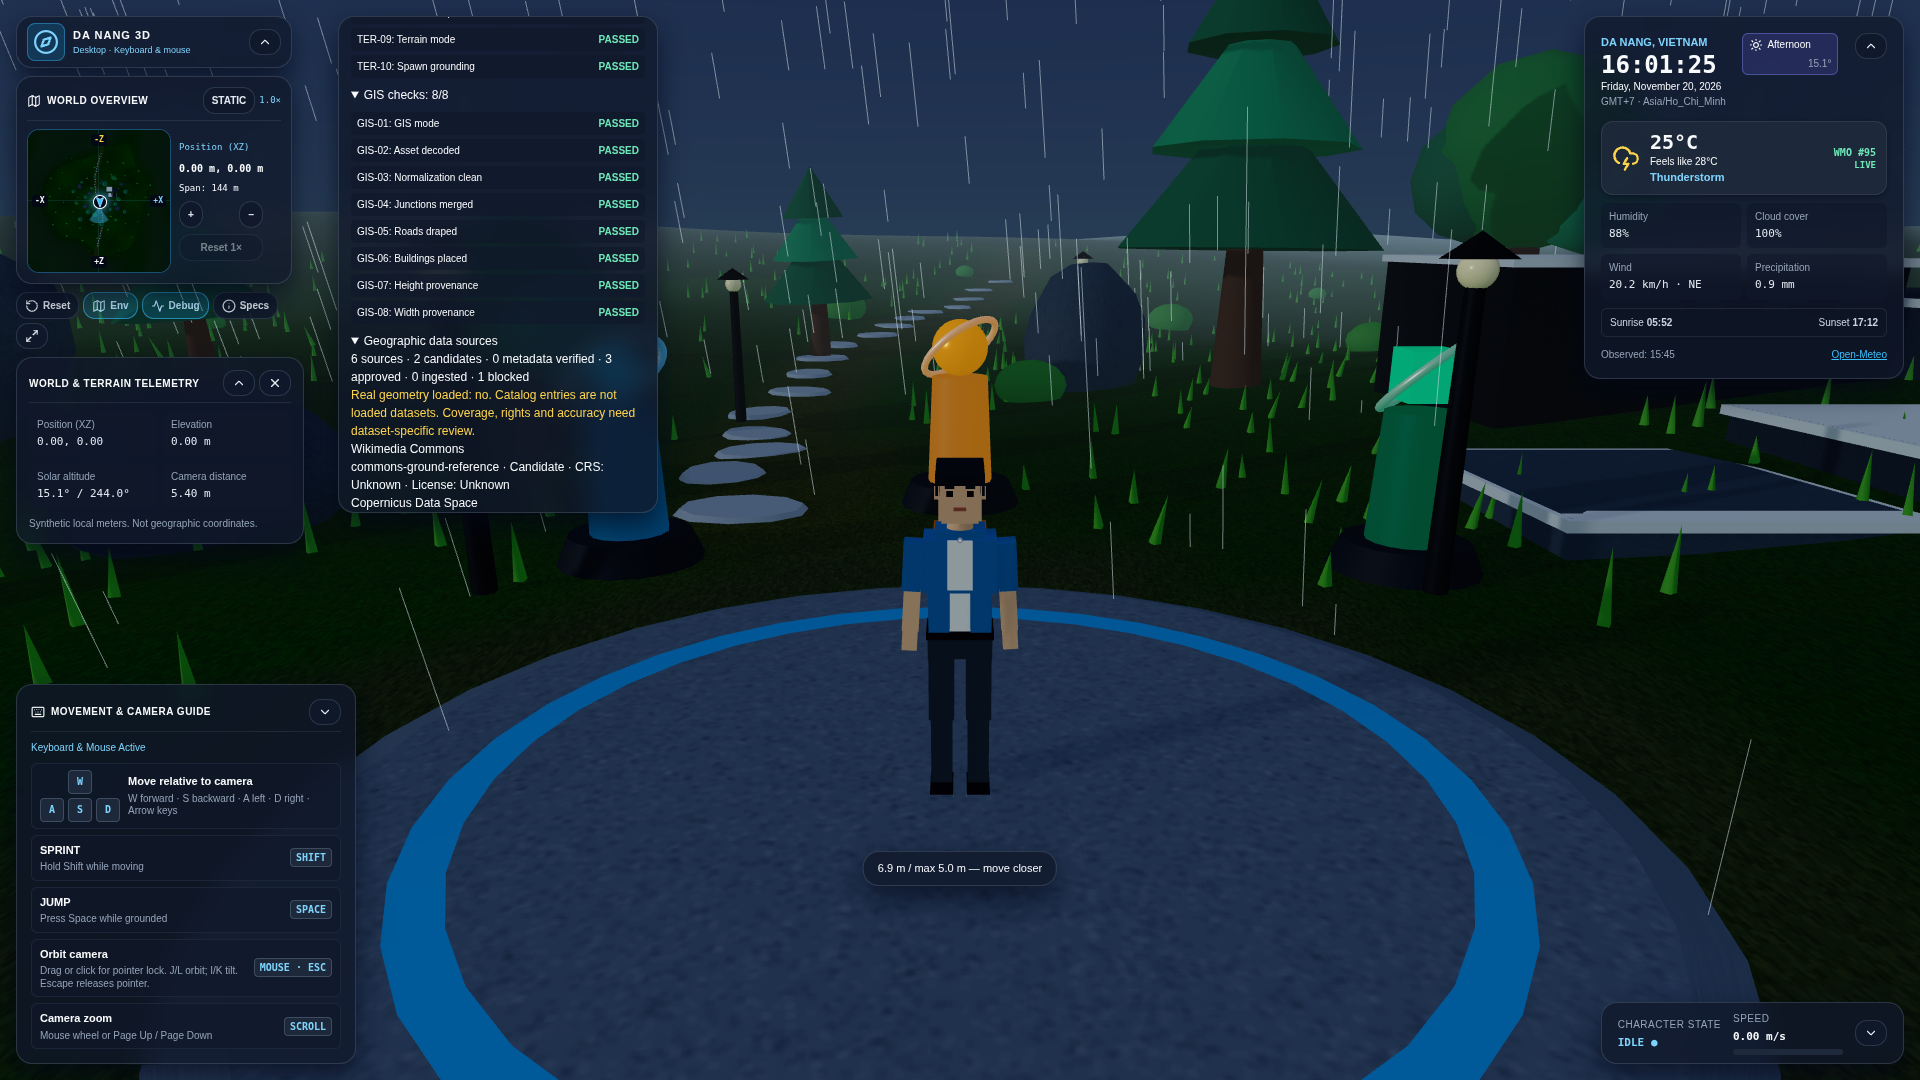 DA NANG 3D
Desktop · Keyboard & mouse
WORLD OVERVIEW
STATIC
1.0×
-Z
-X
+X
+Z
Position (XZ)
0.00 m, 0.00 m
Span: 144 m
+
−
Reset 1×
Reset
Env
Debug
Specs
WORLD & TERRAIN TELEMETRY
Position (XZ)
0.00, 0.00
Elevation
0.00 m
Solar altitude
15.1° / 244.0°
Camera distance
5.40 m
Synthetic local meters. Not geographic coordinates.
MOVEMENT & CAMERA GUIDE
Keyboard & Mouse Active
W
A
S
D
Move relative to camera
W forward · S backward · A left · D right ·
Arrow keys
SPRINT
Hold Shift while moving
SHIFT
JUMP
Press Space while grounded
SPACE
Orbit camera
Drag or click for pointer lock. J/L orbit; I/K tilt.
Escape releases pointer.
MOUSE · ESC
Camera zoom
Mouse wheel or Page Up / Page Down
SCROLL
TER-09: Terrain mode PASSED
TER-10: Spawn grounding PASSED
▼ GIS checks: 8/8
GIS-01: GIS mode PASSED
GIS-02: Asset decoded PASSED
GIS-03: Normalization clean PASSED
GIS-04: Junctions merged PASSED
GIS-05: Roads draped PASSED
GIS-06: Buildings placed PASSED
GIS-07: Height provenance PASSED
GIS-08: Width provenance PASSED
▼ Geographic data sources
6 sources · 2 candidates · 0 metadata verified · 3
approved · 0 ingested · 1 blocked
Real geometry loaded: no. Catalog entries are not
loaded datasets. Coverage, rights and accuracy need
dataset-specific review.
Wikimedia Commons
commons-ground-reference · Candidate · CRS:
Unknown · License: Unknown
Copernicus Data Space
6.9 m / max 5.0 m — move closer
DA NANG, VIETNAM
16:01:25
Friday, November 20, 2026
GMT+7 · Asia/Ho_Chi_Minh
Afternoon
15.1°
25°C
Feels like 28°C
Thunderstorm
WMO #95
LIVE
Humidity
88%
Cloud cover
100%
Wind
20.2 km/h · NE
Precipitation
0.9 mm
Sunrise 05:52
Sunset 17:12
Observed: 15:45
Open-Meteo
CHARACTER STATE
IDLE ●
SPEED
0.00 m/s